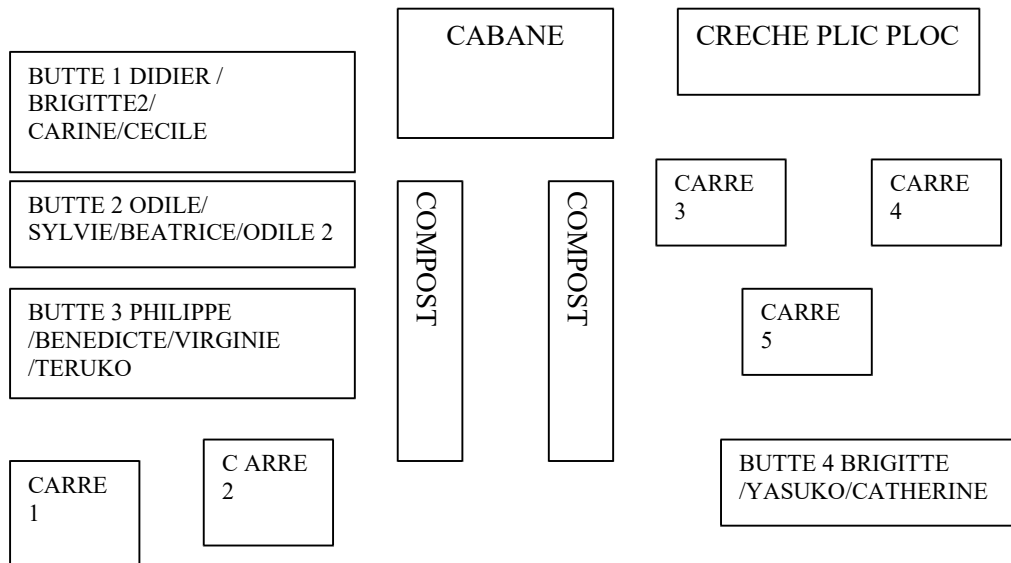 CABANE
CRECHE PLIC PLOC
BUTTE 1 DIDIER /
BRIGITTE2/
CARINE/CECILE
BUTTE 2 ODILE/
SYLVIE/BEATRICE/ODILE 2
BUTTE 3 PHILIPPE
/BENEDICTE/VIRGINIE
/TERUKO
COMPOST
COMPOST
CARRE
3
CARRE
4
CARRE
5
CARRE
1
C ARRE
2
BUTTE 4 BRIGITTE
/YASUKO/CATHERINE